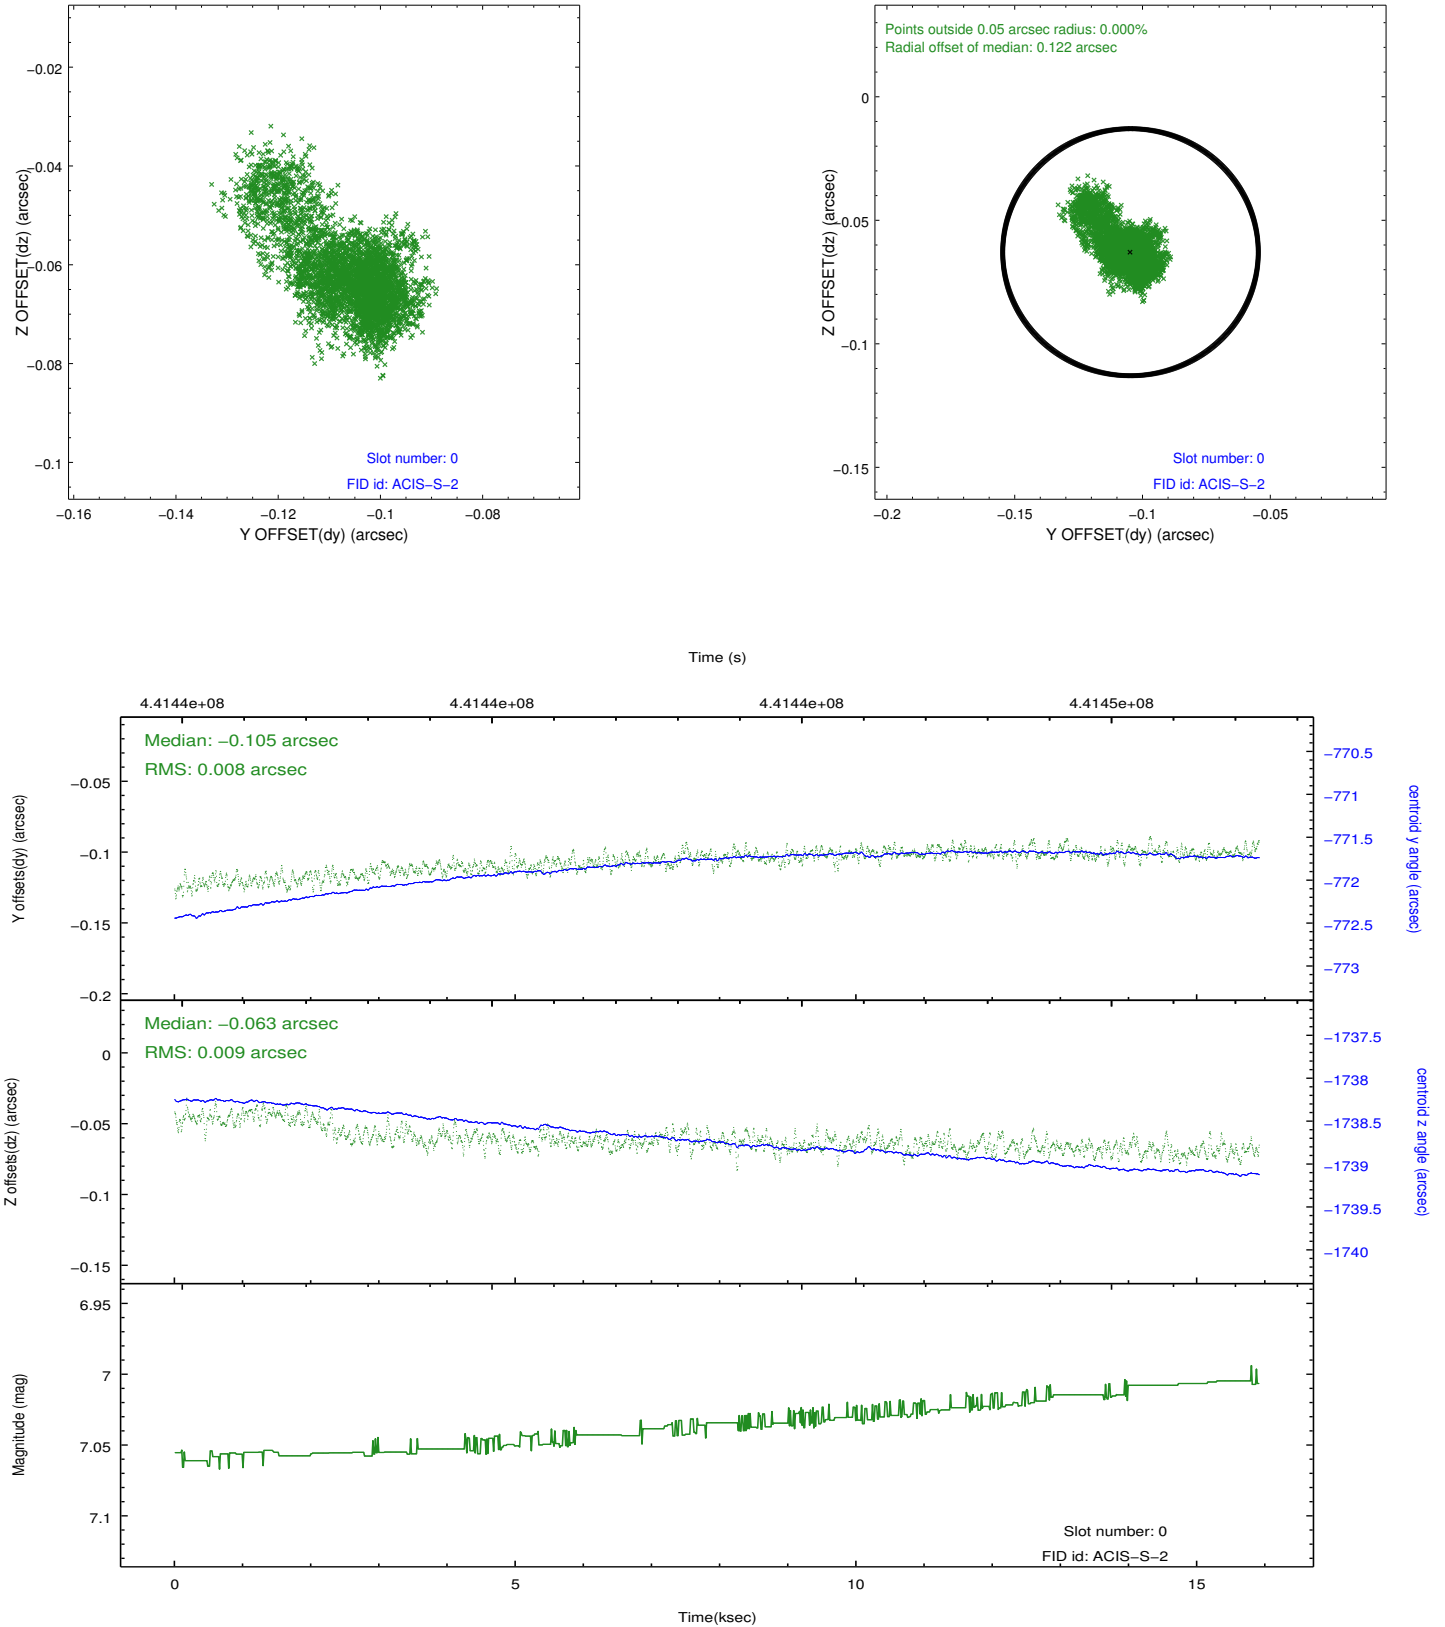 −0.02
−0.04
−0.06
−0.08
−0.1
Z OFFSET(dz) (arcsec)
Slot number: 0
FID id: ACIS−S−2
−0.16
−0.14
−0.12
−0.1
−0.08
Y OFFSET(dy) (arcsec)
Points outside 0.05 arcsec radius: 0.000%
Radial offset of median: 0.122 arcsec
0
−0.05
−0.1
−0.15
Z OFFSET(dz) (arcsec)
Slot number: 0
FID id: ACIS−S−2
−0.2
−0.15
−0.1
−0.05
Y OFFSET(dy) (arcsec)
Time (s)
4.4144e+08
4.4144e+08
4.4144e+08
4.4145e+08
Median: −0.105 arcsec
RMS: 0.008 arcsec
−0.05
−0.1
−0.15
−0.2
Y offsets(dy) (arcsec)
−770.5
−771
−771.5
−772
−772.5
−773
centroid y angle (arcsec)
Median: −0.063 arcsec
RMS: 0.009 arcsec
0
−0.05
−0.1
−0.15
Z offsets(dz) (arcsec)
−1737.5
−1738
−1738.5
−1739
−1739.5
−1740
centroid z angle (arcsec)
6.95
7
7.05
7.1
Magnitude (mag)
Slot number: 0
FID id: ACIS−S−2
0
5
10
15
Time(ksec)